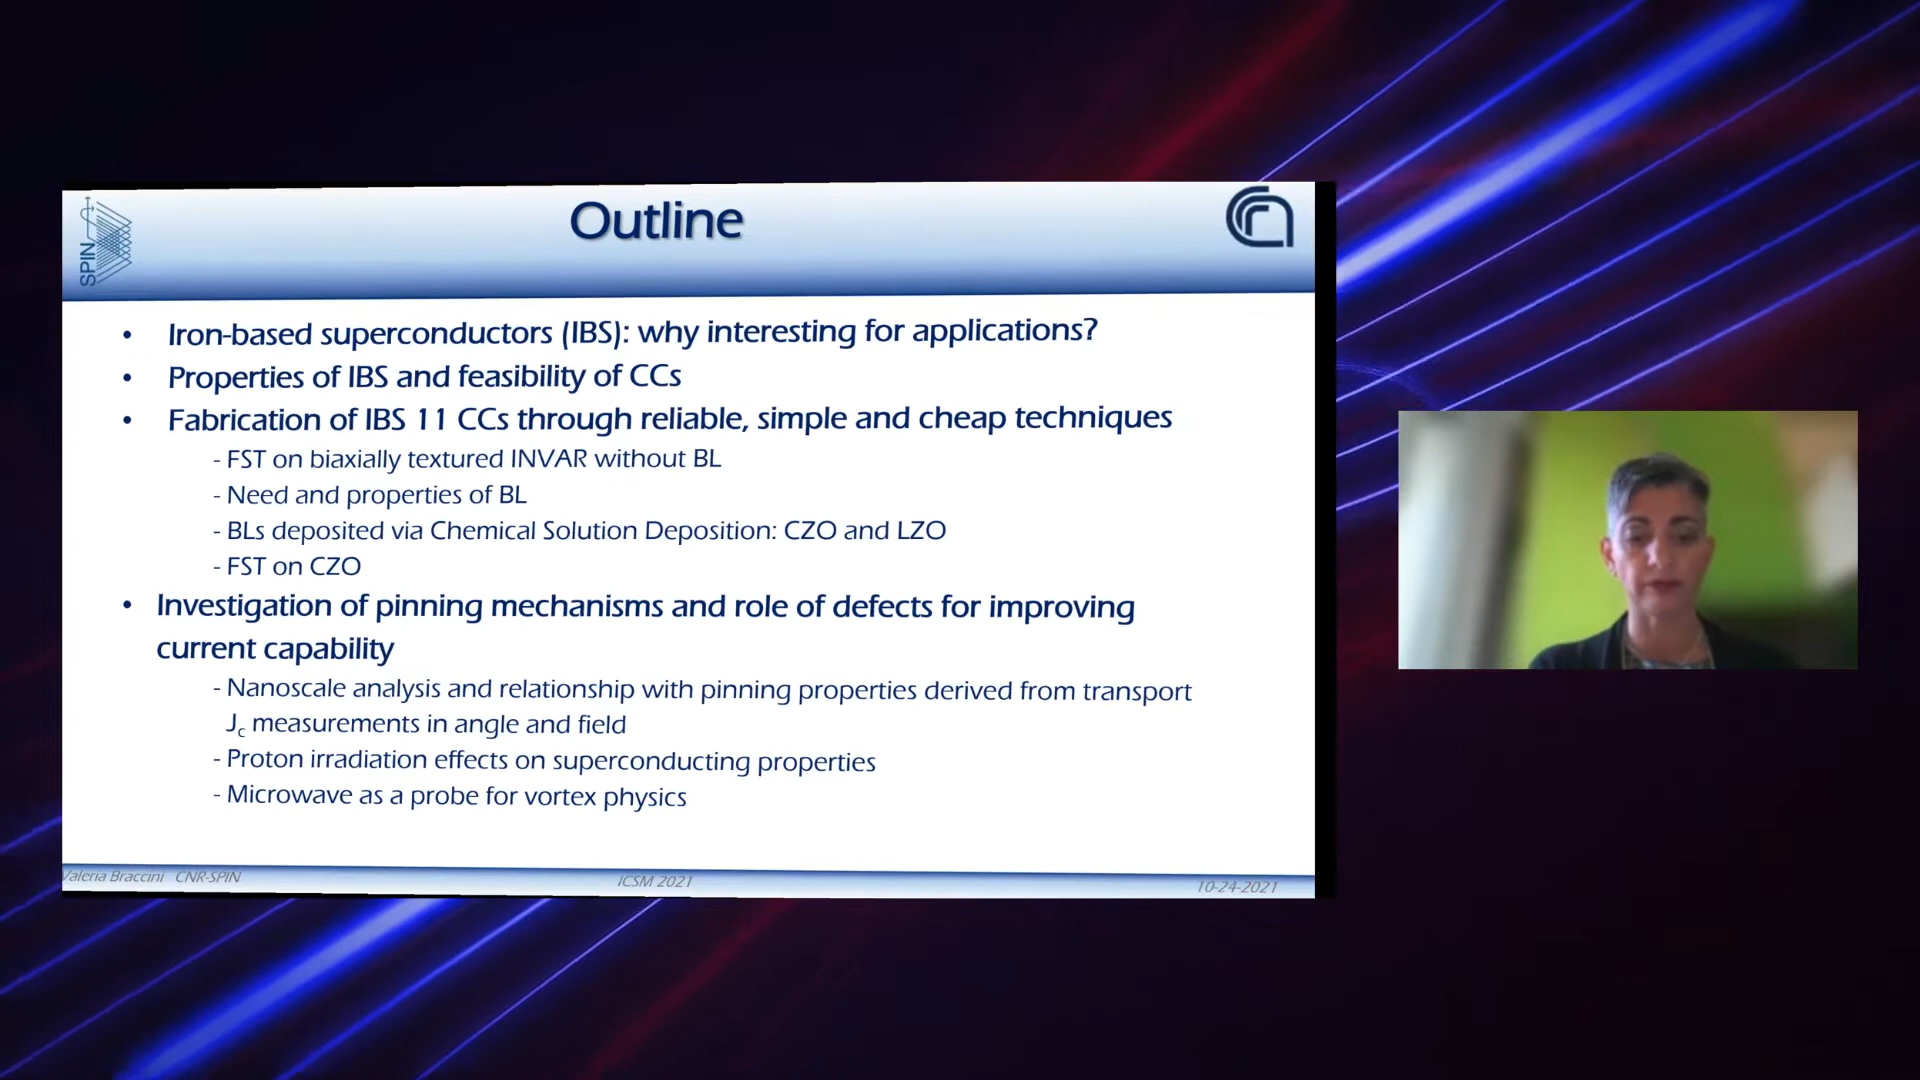 Outline
SPIN
• Iron-based superconductors (IBS): why interesting for applications?
• Properties of IBS and feasibility of CCs
• Fabrication of IBS 11 CCs through reliable, simple and cheap techniques
- FST on biaxially textured INVAR without BL
- Need and properties of BL
- BLs deposited via Chemical Solution Deposition: CZO and LZO
- FST on CZO
• Investigation of pinning mechanisms and role of defects for improving
current capability
- Nanoscale analysis and relationship with pinning properties derived from transport
Jc measurements in angle and field
- Proton irradiation effects on superconducting properties
- Microwave as a probe for vortex physics
Valeria Braccini CNR-SPIN
ICSM 2021
10-24-2021